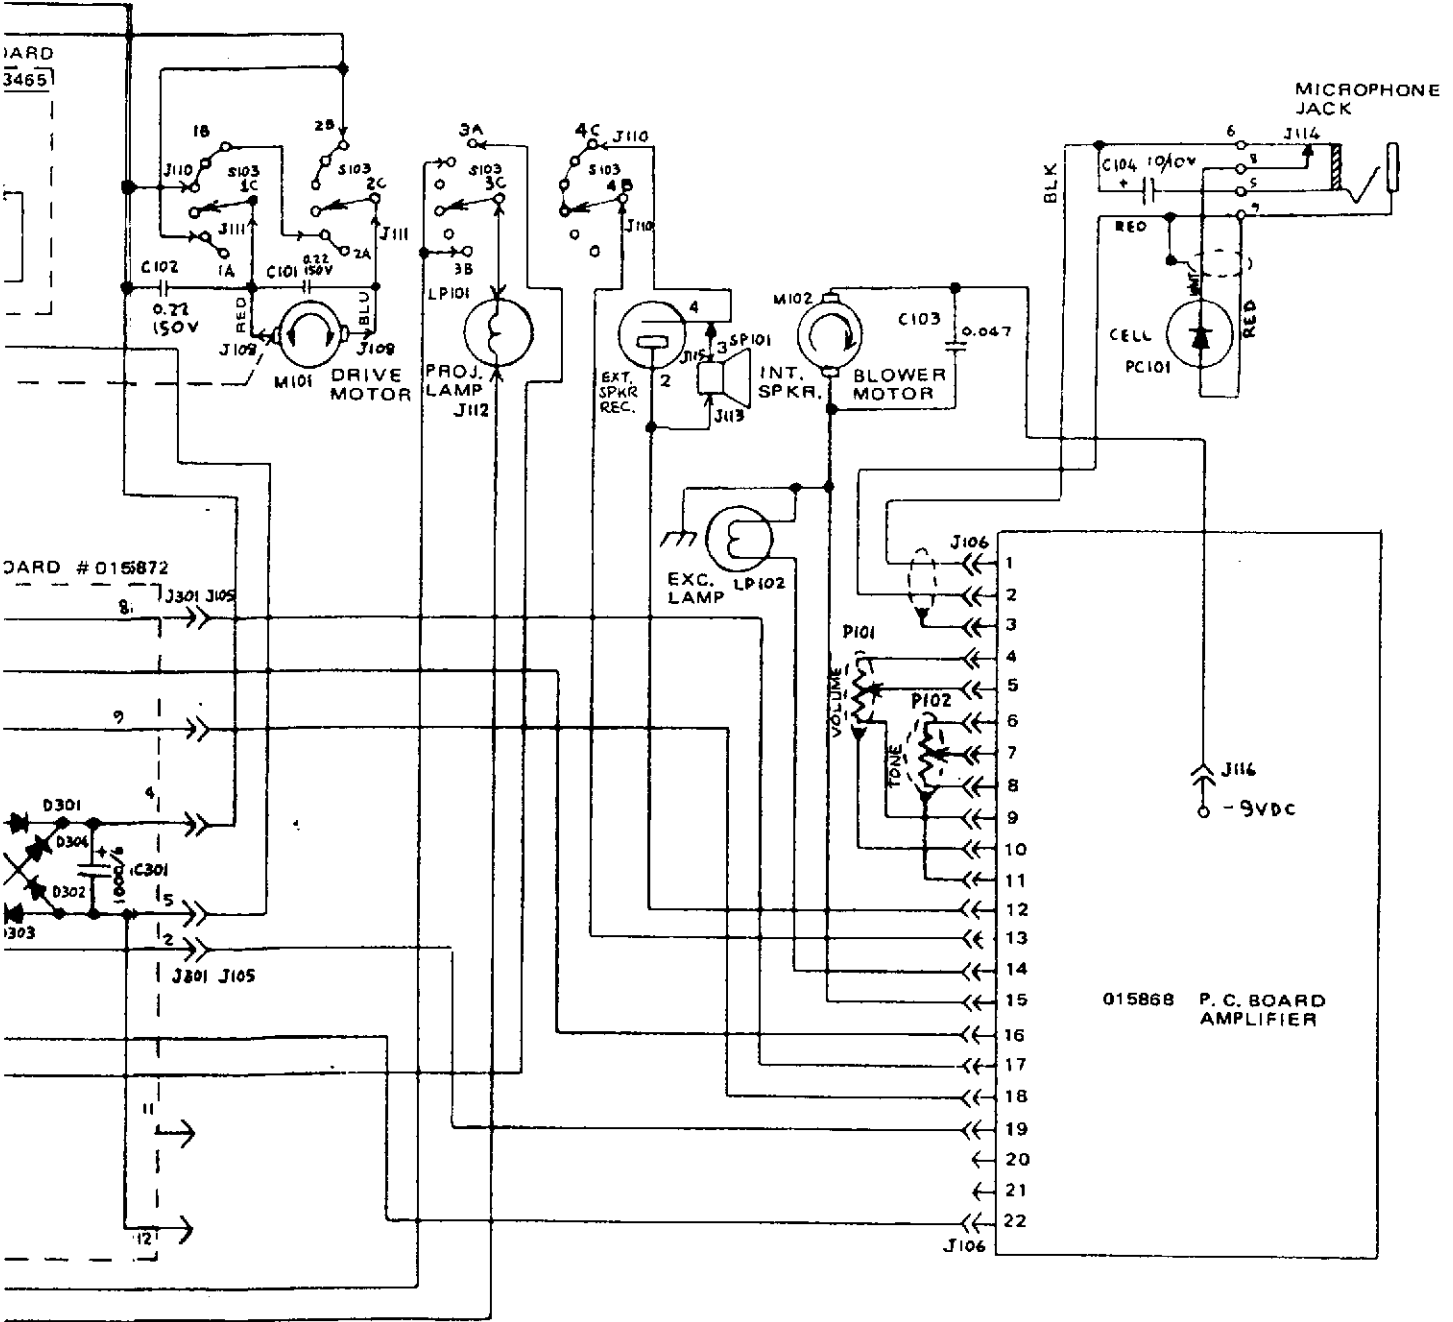 OARD
3465
MICROPHONE
JACK
J114
6
8
5
7
C104
10/10V
+
BLK
RED
WHT
RED
CELL
PC101
1B
J110
S103
1C
J111
1A
2B
S103
2C
J111
2A
3A
S103
3C
3B
4C
J110
S103
4B
J110
C102
0.22
150V
C101
0.22
150V
RED
BLU
J109
J108
M101
DRIVE
MOTOR
LP101
PROJ.
LAMP
J112
4
2
EXT.
SPKR
REC.
J115
3
SP101
J113
INT.
SPKR.
M102
BLOWER
MOTOR
C103
0.047
EXC.
LAMP
LP102
OARD #015872
8
J301 J105
9
4
5
2
J301 J105
11
12
D301
D304
D302
303
+
1000/6
C301
P101
VOLUME
P102
TONE
J106
1
2
3
4
5
6
7
8
9
10
11
12
13
14
15
16
17
18
19
20
21
22
J106
J116
-9VDC
015868 P. C. BOARD
AMPLIFIER